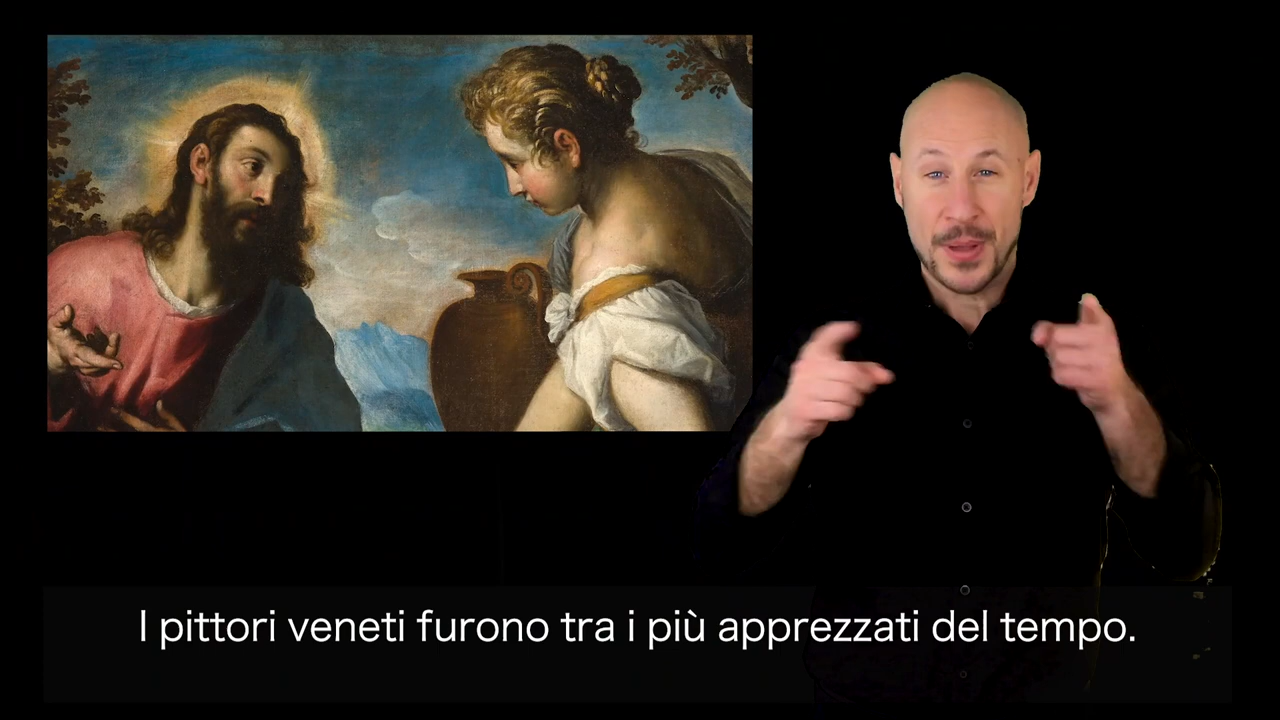 I pittori veneti furono tra i più apprezzati del tempo.